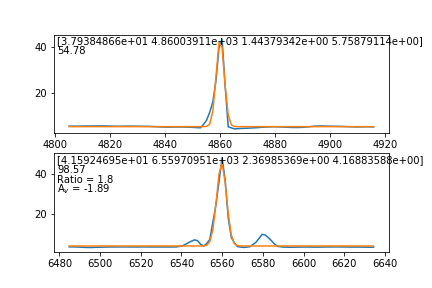 [3.79384866e+01 4.86003911e+03 1.44379342e+00 5.75879114e+00]
54.78
40
20
4800 4820 4840 4860 4880 4900 4920
[4.15924695e+01 6.55970951e+03 2.36985369e+00 4.16883588e+00]
98.57
Ratio = 1.8
Aᵥ = -1.89
40
20
6480 6500 6520 6540 6560 6580 6600 6620 6640